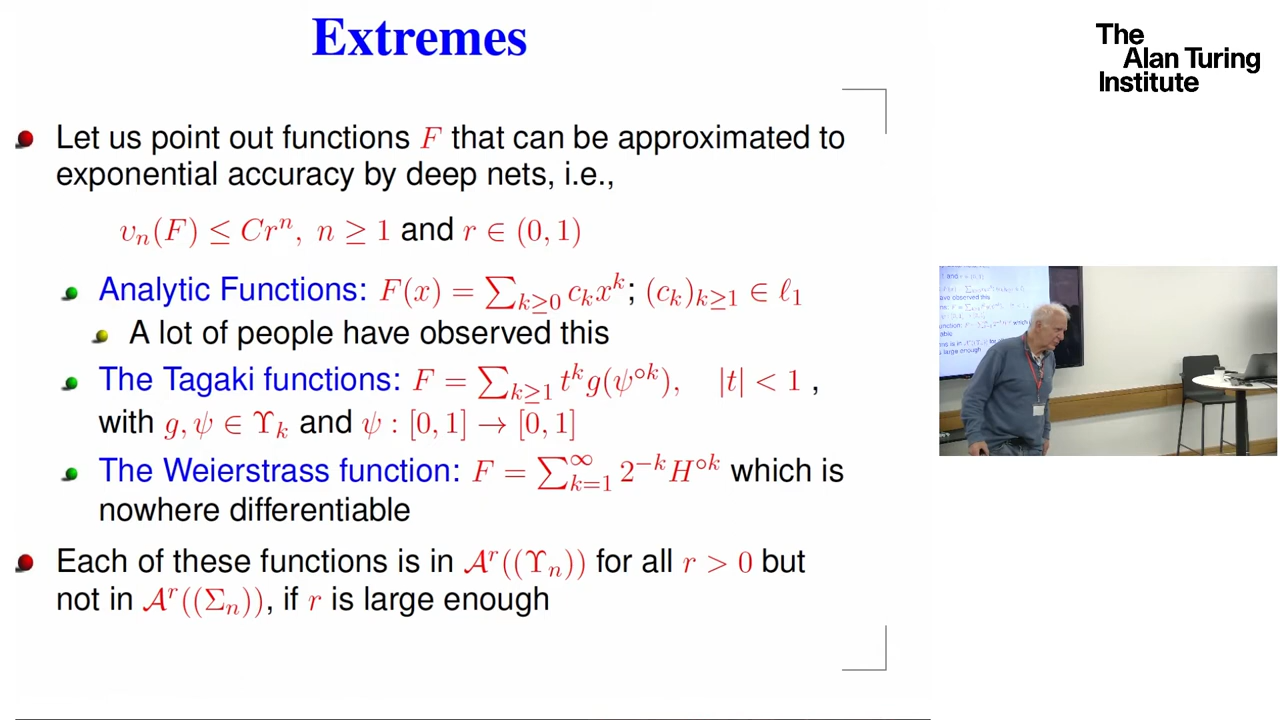 Extremes
The
Alan Turing
Institute
Let us point out functions F that can be approximated to
exponential accuracy by deep nets, i.e.,
υₙ(F) ≤ Crⁿ, n ≥ 1 and r ∈ (0, 1)
Analytic Functions: F(x) = ∑_{k≥0} c_k x^k; (c_k)_{k≥1} ∈ ℓ₁
A lot of people have observed this
The Tagaki functions: F = ∑_{k≥1} t^k g(ψ^{∘k}), |t| < 1 ,
with g, ψ ∈ ϒ_k and ψ : [0, 1] → [0, 1]
The Weierstrass function: F = ∑_{k=1}^{∞} 2^{−k} H^{∘k} which is
nowhere differentiable
Each of these functions is in 𝒜^r((ϒ_n)) for all r > 0 but
not in 𝒜^r((Σ_n)), if r is large enough